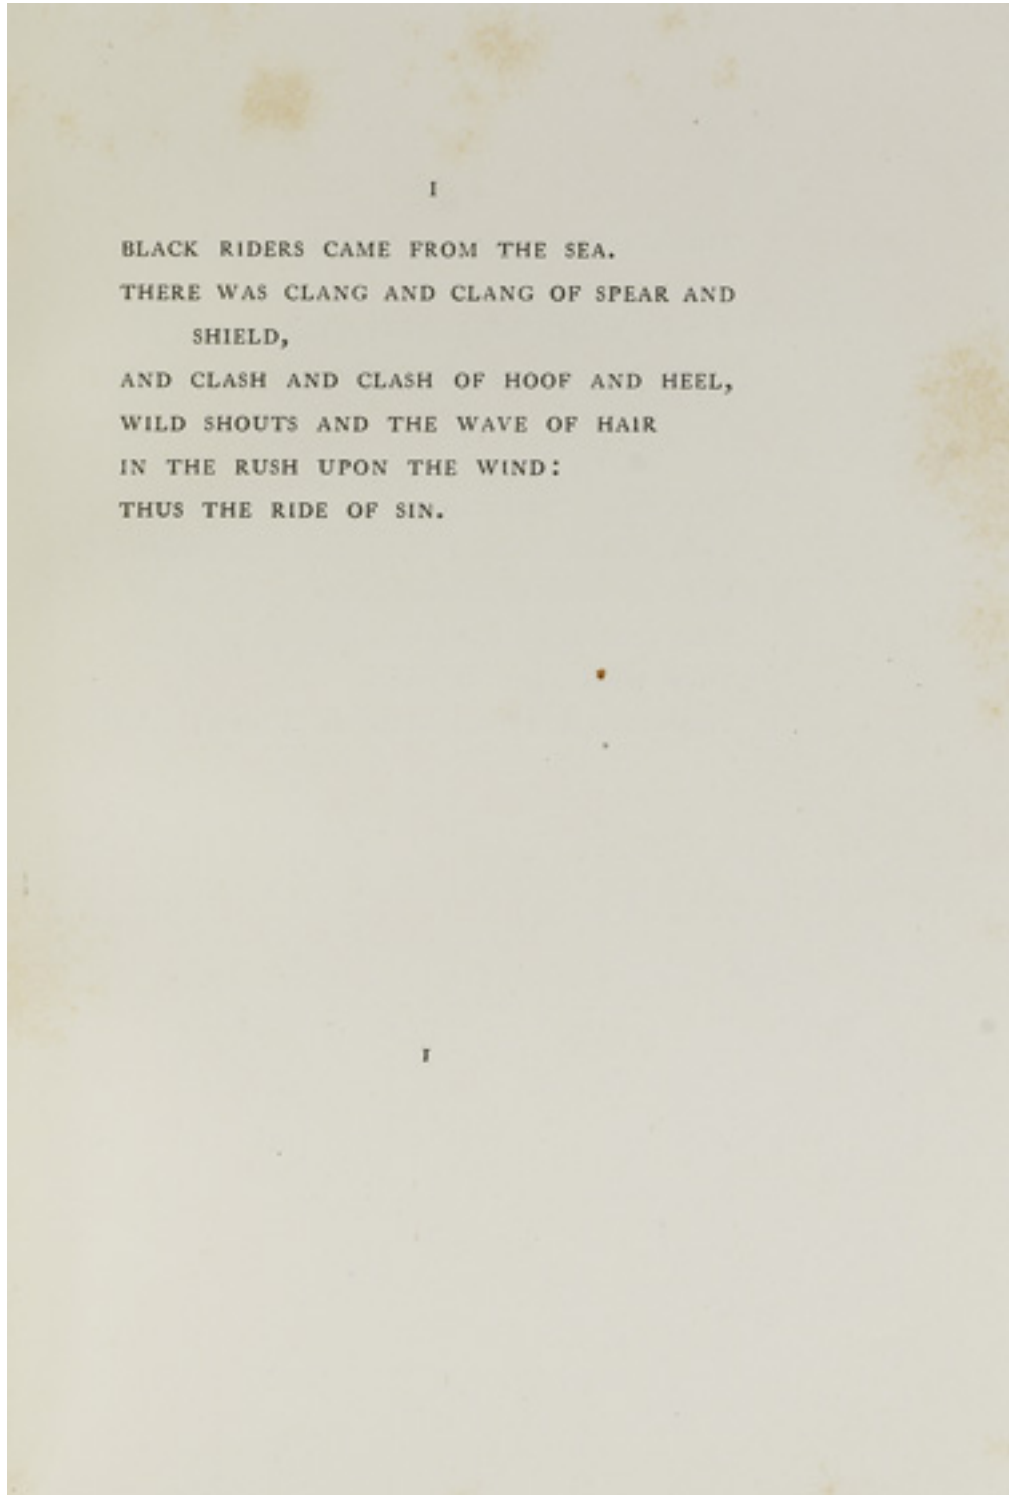 I
BLACK RIDERS CAME FROM THE SEA.
THERE WAS CLANG AND CLANG OF SPEAR AND
SHIELD,
AND CLASH AND CLASH OF HOOF AND HEEL,
WILD SHOUTS AND THE WAVE OF HAIR
IN THE RUSH UPON THE WIND:
THUS THE RIDE OF SIN.
I